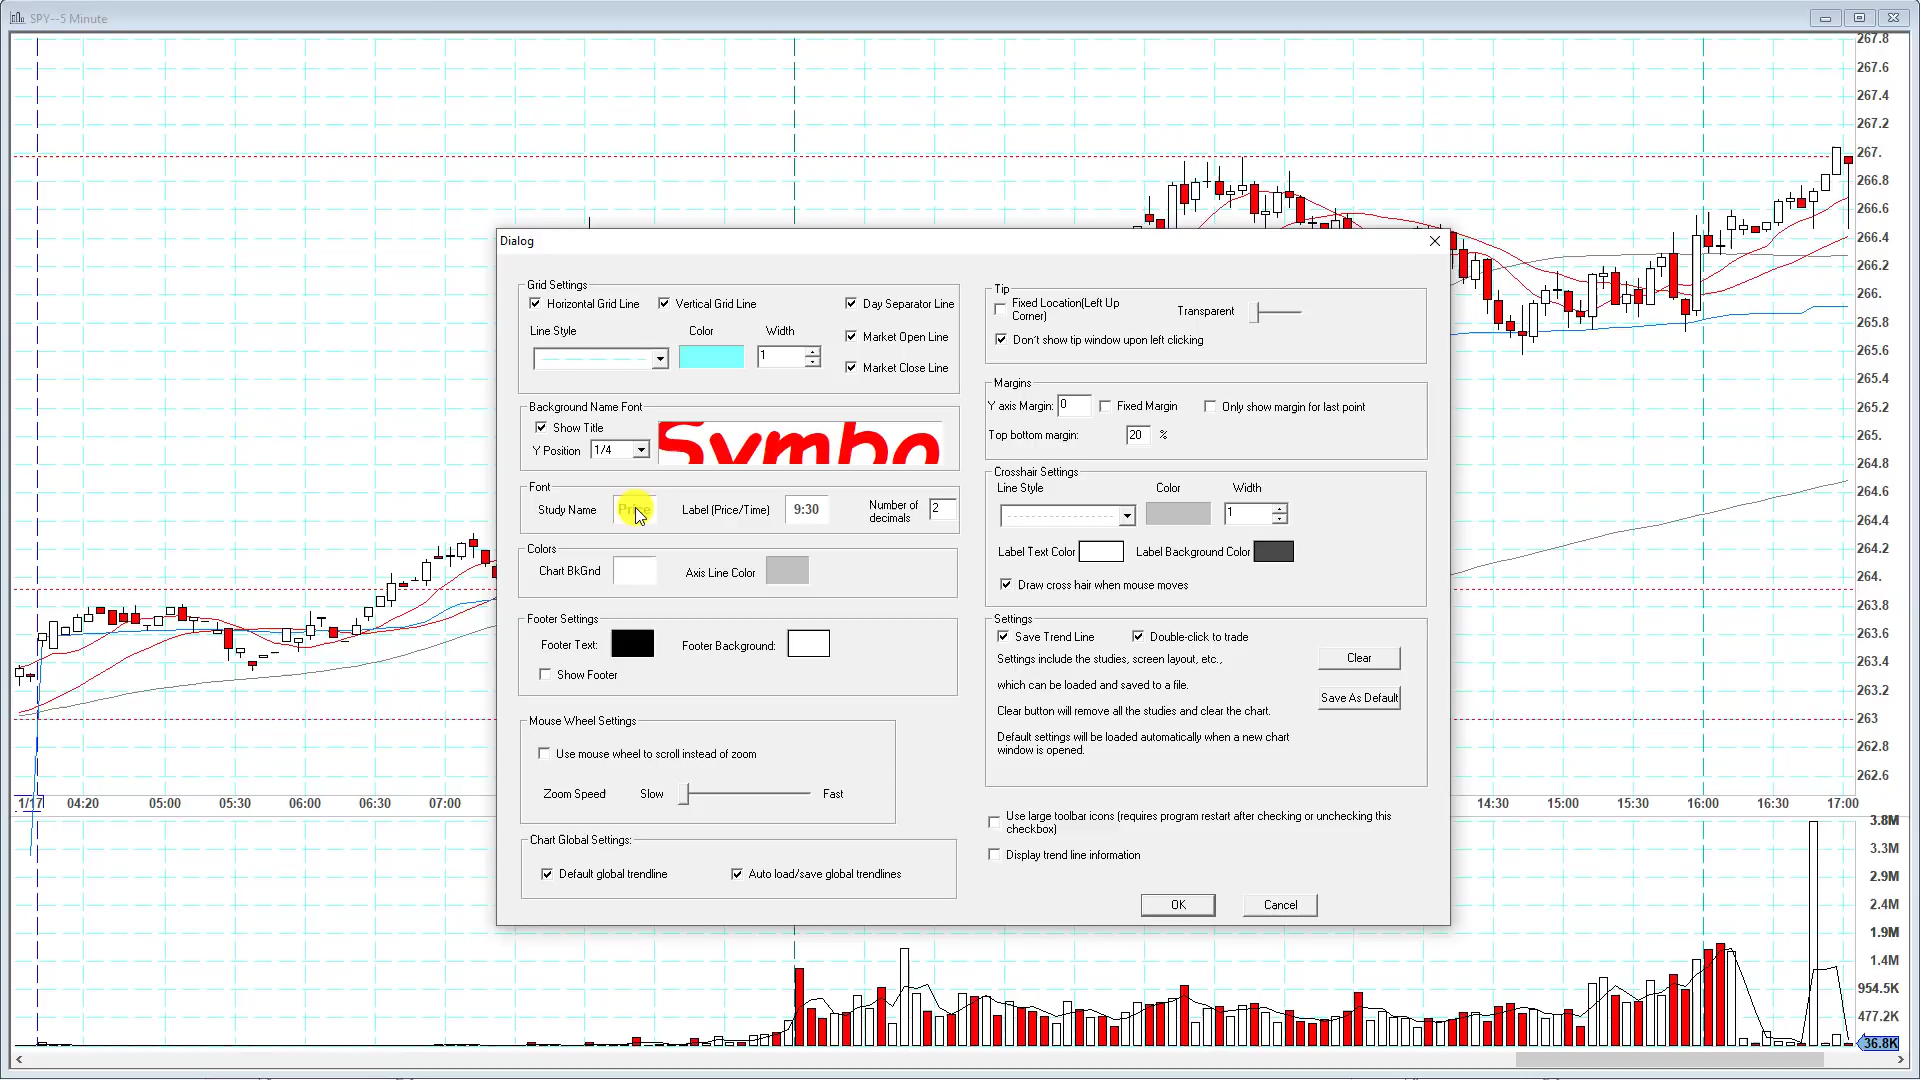 SPY--5 Minute
267.8
267.6
267.4
267.2
267.
266.8
266.6
266.4
266.2
266.
265.8
265.6
265.4
265.2
265.
264.8
264.6
264.4
264.2
264.
263.8
263.6
263.4
263.2
263
262.8
262.6
Dialog
Grid Settings
Horizontal Grid Line
Vertical Grid Line
Day Separator Line
Line Style
Color
Width
1
Market Open Line
Market Close Line
Background Name Font
Show Title
Y Position
1/4
Symbo
Font
Study Name
Price
Label (Price/Time)
9:30
Number of
decimals
2
Colors
Chart BkGnd
Axis Line Color
Footer Settings
Footer Text:
Footer Background:
Show Footer
Mouse Wheel Settings
Use mouse wheel to scroll instead of zoom
Zoom Speed
Slow
Fast
Chart Global Settings:
Default global trendline
Auto load/save global trendlines
Tip
Fixed Location(Left Up
Corner)
Transparent
Don't show tip window upon left clicking
Margins
Y axis Margin:
0
Fixed Margin
Only show margin for last point
Top bottom margin:
20
%
Crosshair Settings
Line Style
Color
Width
1
Label Text Color
Label Background Color
Draw cross hair when mouse moves
Settings
Save Trend Line
Double-click to trade
Settings include the studies, screen layout, etc.,
which can be loaded and saved to a file.
Clear button will remove all the studies and clear the chart.
Default settings will be loaded automatically when a new chart
window is opened.
Clear
Save As Default
Use large toolbar icons (requires program restart after checking or unchecking this
checkbox)
Display trend line information
OK
Cancel
1/17
04:20
05:00
05:30
06:00
06:30
07:00
14:30
15:00
15:30
16:00
16:30
17:00
3.8M
3.3M
2.9M
2.4M
1.9M
1.4M
954.5K
477.2K
36.8K